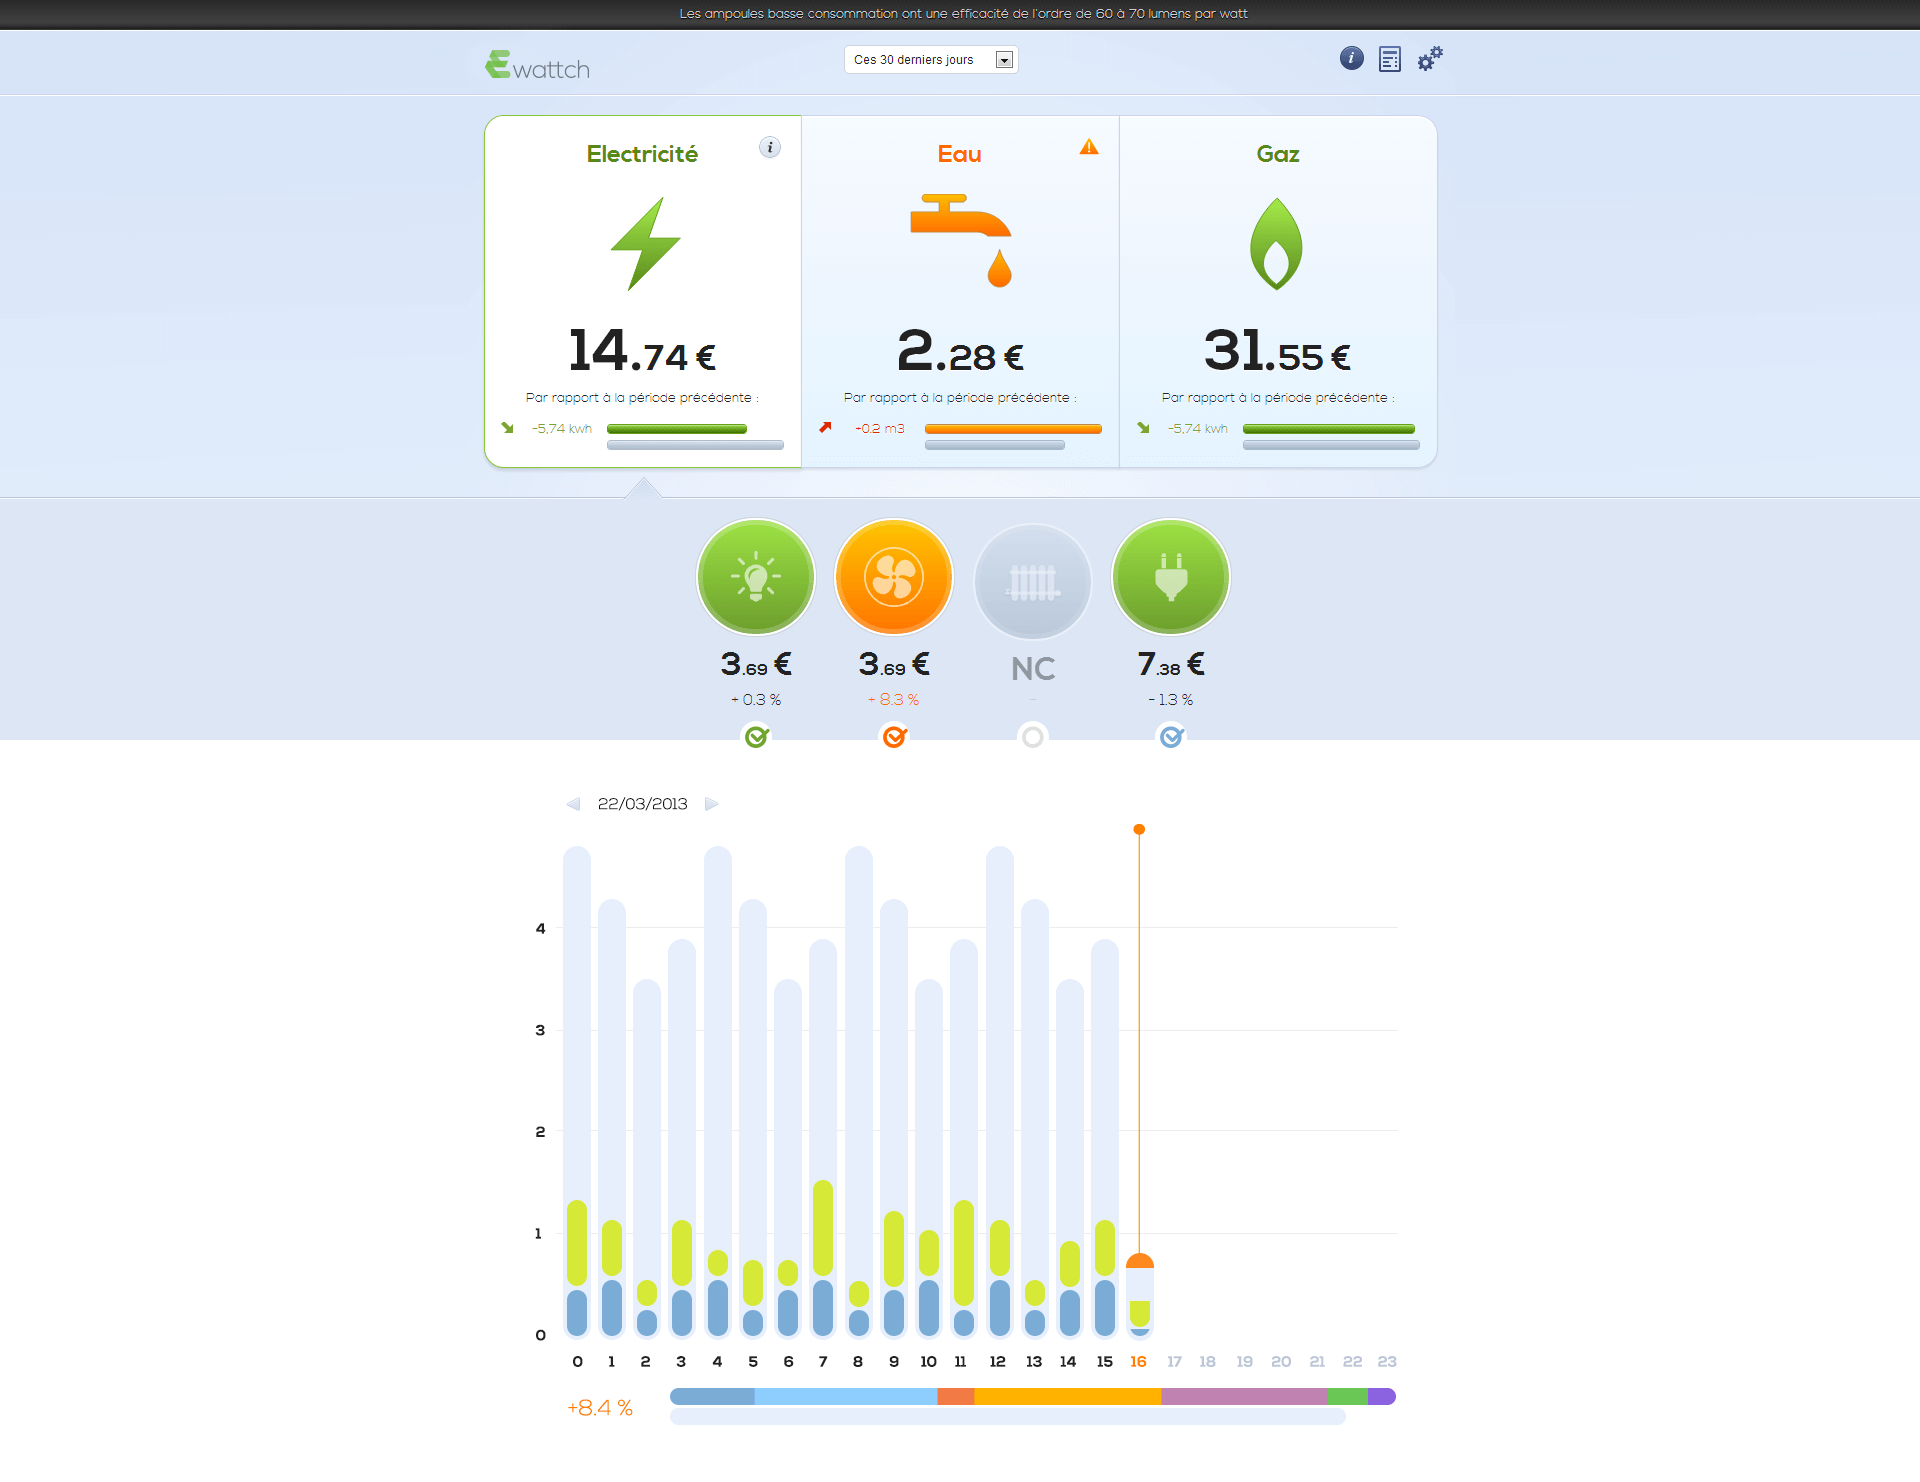 Les ampoules basse consommation ont une efficacité de l'ordre de 60 à 70 lumens par watt
Ewattch
Ces 30 derniers jours
Electricité
Eau
Gaz
14.74 €
2.28 €
31.55 €
Par rapport à la période précédente :
Par rapport à la période précédente :
Par rapport à la période précédente :
-5,74 kwh
+0.2 m3
-5,74 kwh
3.69 €
3.69 €
NC
7.38 €
+ 0.3 %
+ 8.3 %
-
- 1.3 %
22/03/2013
4
3
2
1
0
0 1 2 3 4 5 6 7 8 9 10 11 12 13 14 15 16 17 18 19 20 21 22 23
+8.4 %